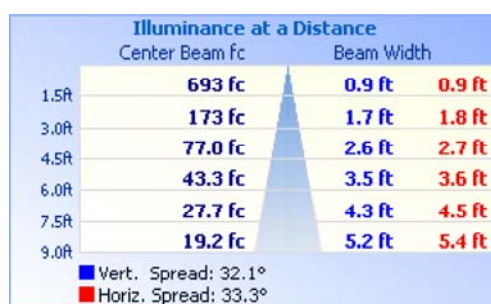 Illuminance at a Distance
Center Beam fc Beam Width
1.5ft 693 fc 0.9 ft 0.9 ft
3.0ft 173 fc 1.7 ft 1.8 ft
4.5ft 77.0 fc 2.6 ft 2.7 ft
6.0ft 43.3 fc 3.5 ft 3.6 ft
7.5ft 27.7 fc 4.3 ft 4.5 ft
9.0ft 19.2 fc 5.2 ft 5.4 ft
Vert. Spread: 32.1°
Horiz. Spread: 33.3°